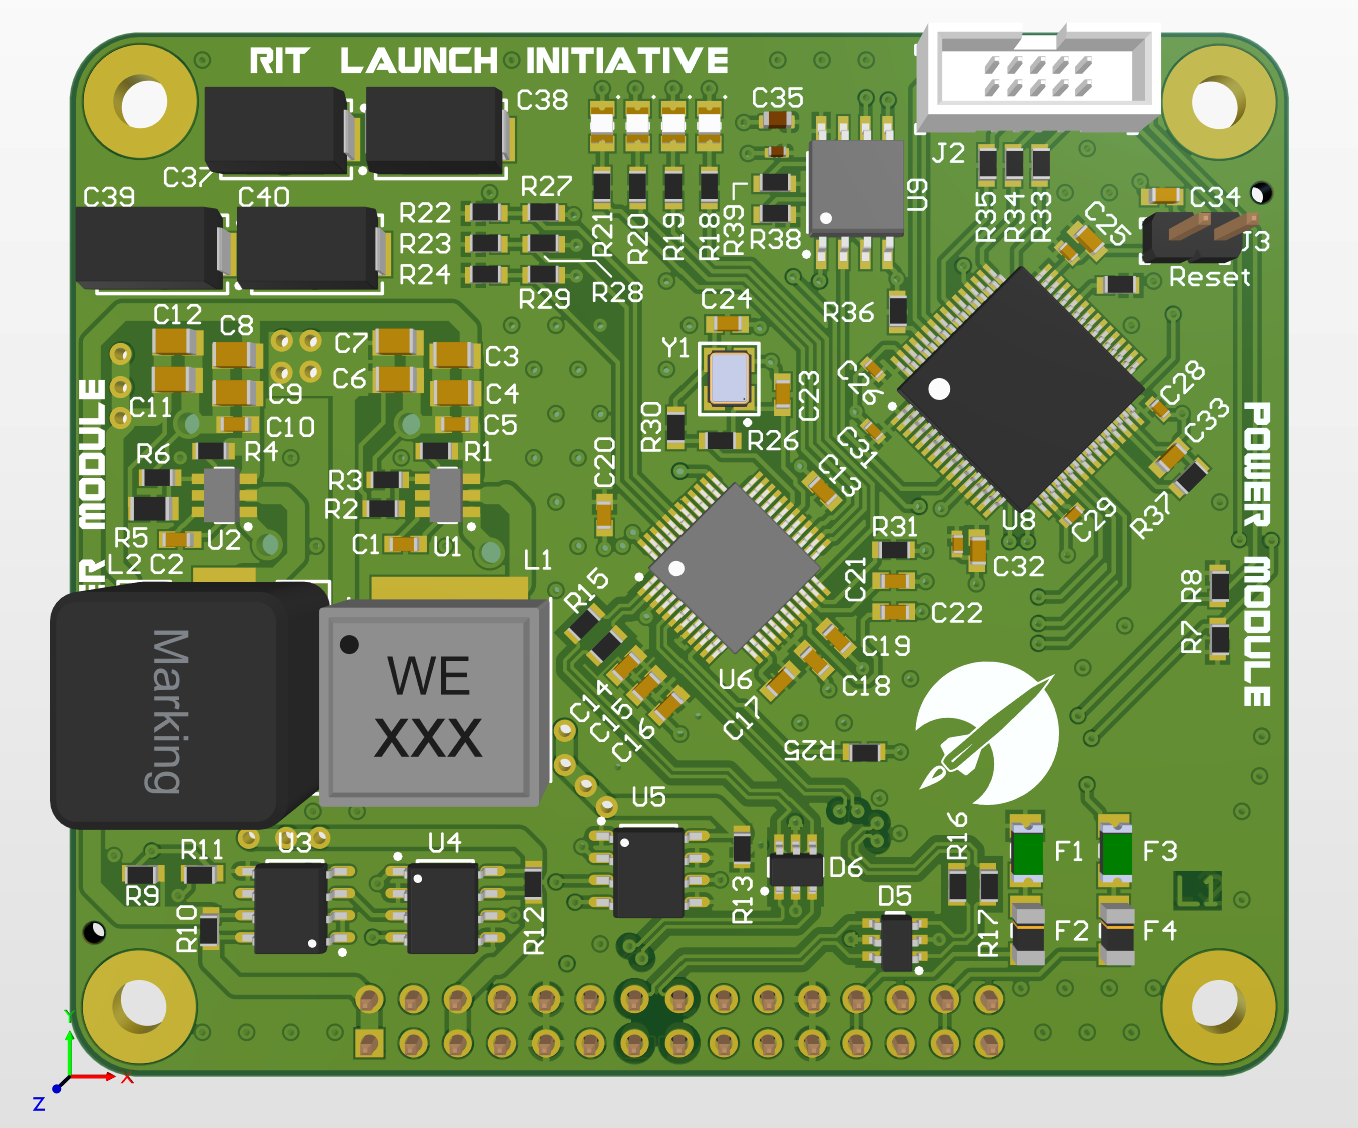 RIT LAUNCH INITIATIVE
C38
C35
C37
J2
C39
C40
R27
R22
R23
R24
R29
R28
R21
R20
R19
R18
R39
R38
U9
R35
R34
R33
C34
C25
J3
Reset
C12
C8
C7
C6
C3
C4
C9
C11
C10
C5
C24
Y1
R36
C23
C26
R30
R26
C31
C28
C33
R6
R4
R1
R3
R2
C20
C13
R5
U2
C1
U1
L1
L2
C2
R31
U8
C29
R37
C32
C21
C22
R15
R8
R7
POWER MODULE
ER MODULE
Marking
WE
XXX
C19
C18
U6
C17
C14
C15
C16
R25
U5
U3
U4
R11
R9
R10
R12
R13
D6
D5
R16
R17
F1
F3
F2
F4
L1
Y
X
Z